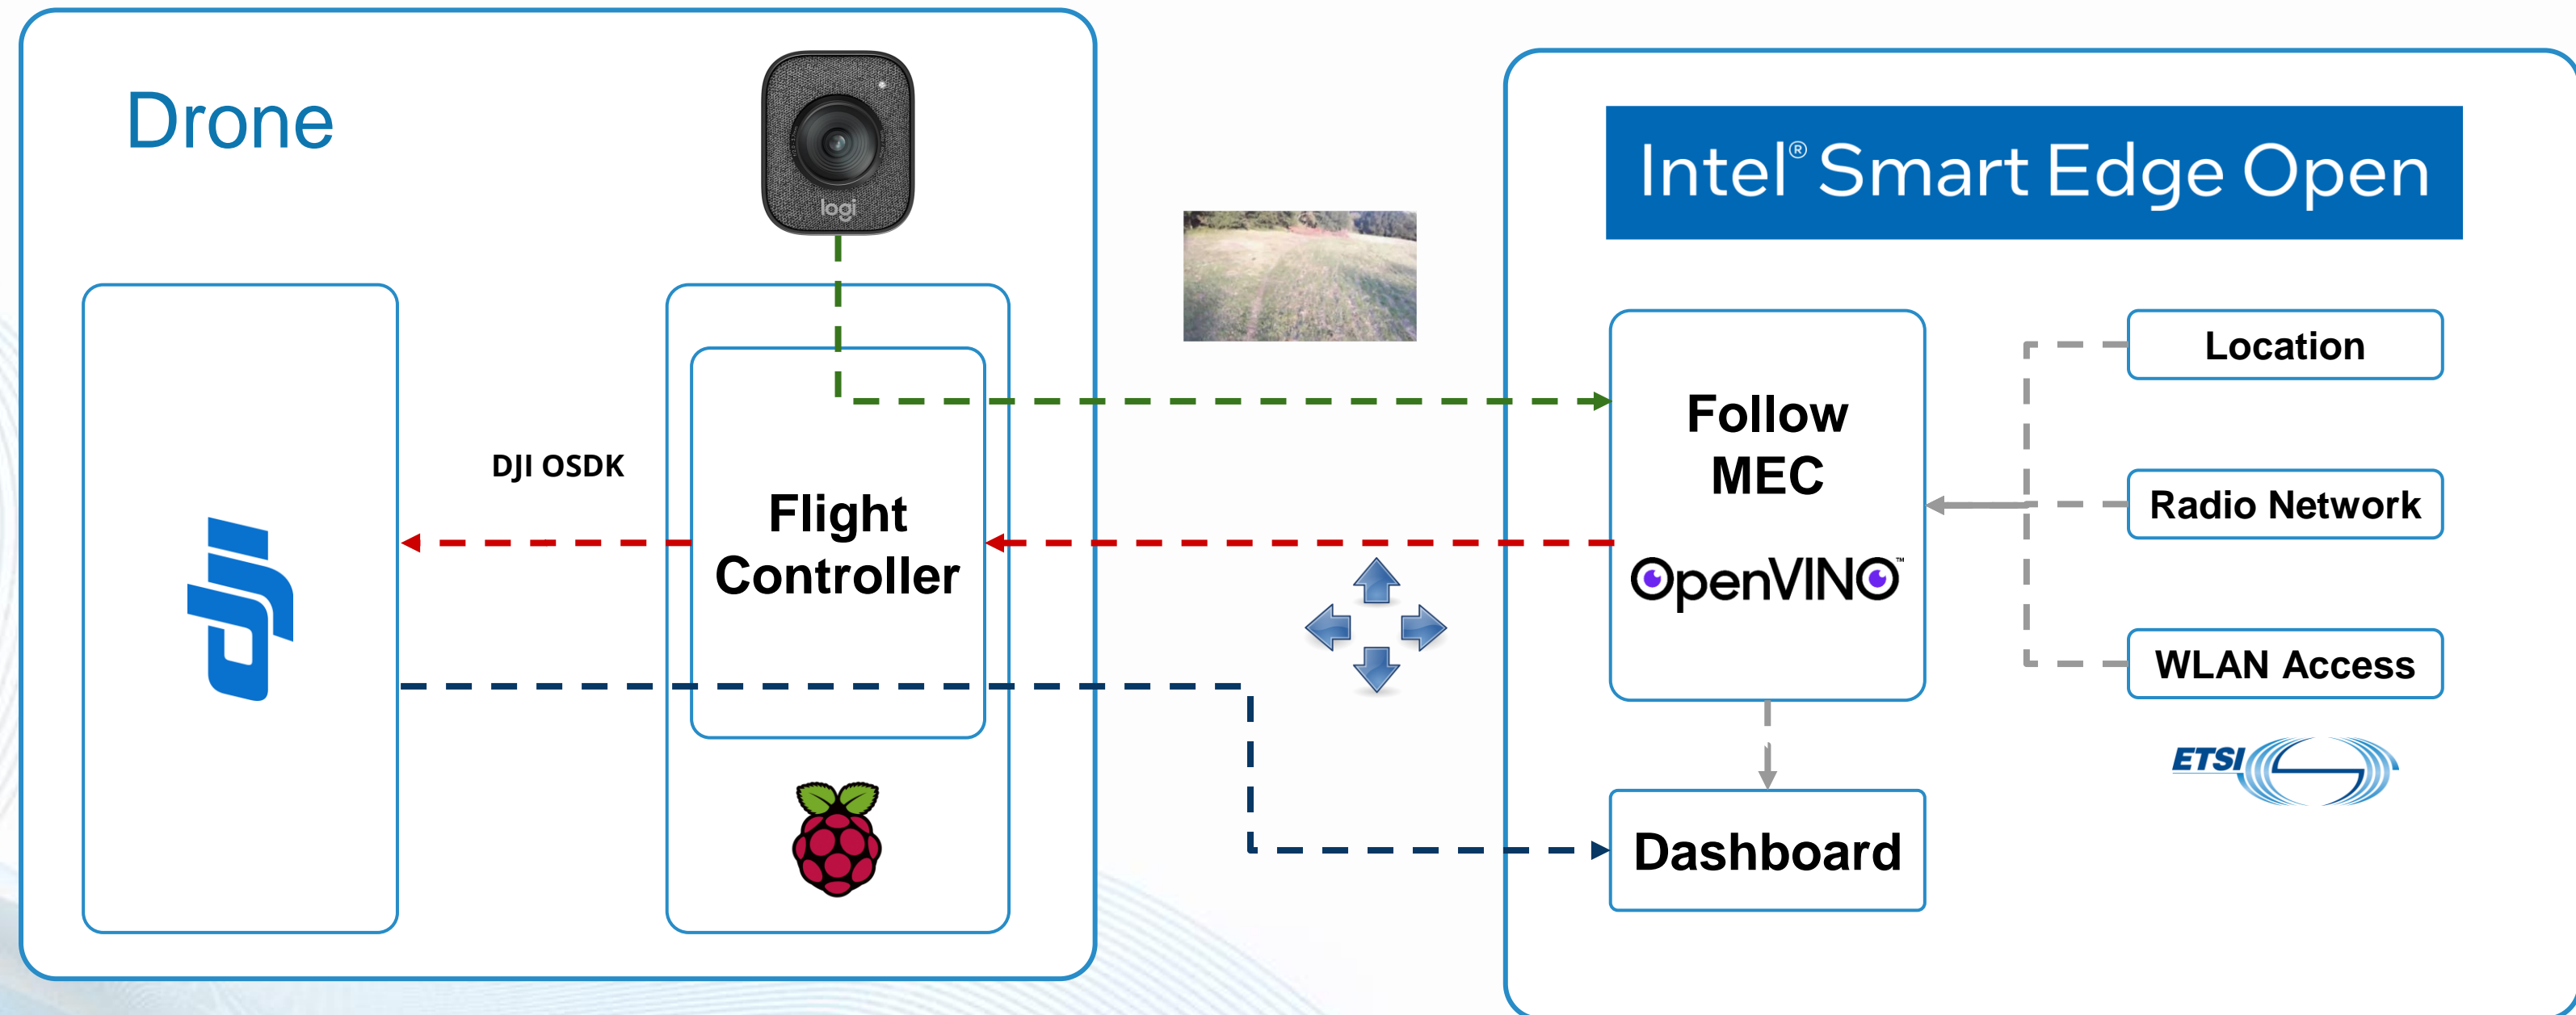 Drone
logi
Intel® Smart Edge Open
DJI OSDK
Flight
Controller
dji
Follow
MEC
OpenVINO™
Location
Radio Network
WLAN Access
ETSI
Dashboard